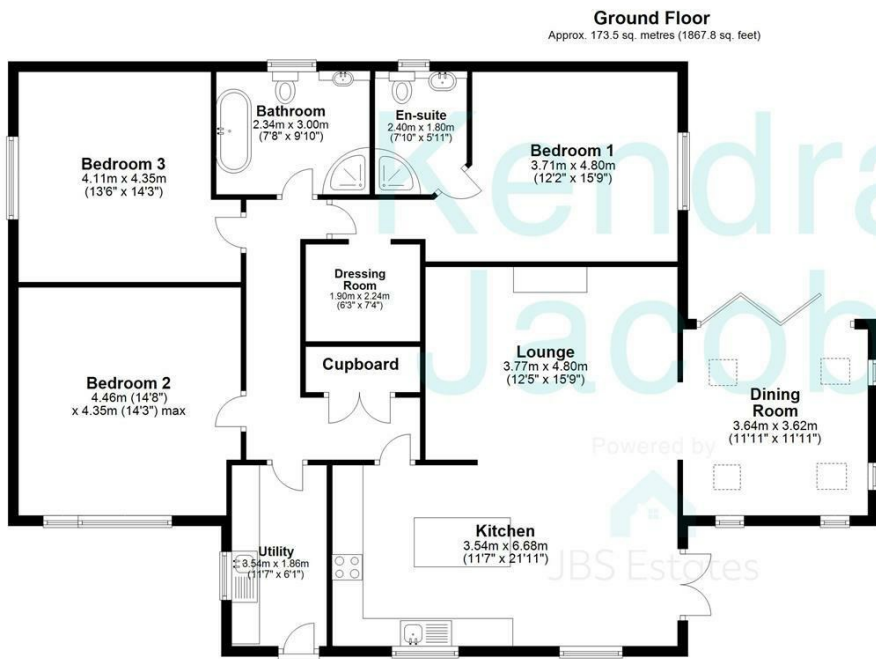 Ground Floor
Approx. 173.5 sq. metres (1867.8 sq. feet)
Bathroom
2.34m x 3.00m
(7'8" x 9'10")
En-suite
2.40m x 1.80m
(7'10" x 5'11")
Bedroom 3
4.11m x 4.35m
(13'6" x 14'3")
Bedroom 1
3.71m x 4.80m
(12'2" x 15'9")
Kendra
Jacob
Dressing
Room
1.90m x 2.24m
(6'3" x 7'4")
Cupboard
Lounge
3.77m x 4.80m
(12'5" x 15'9")
Bedroom 2
4.46m (14'8")
x 4.35m (14'3") max
Dining
Room
3.64m x 3.62m
(11'11" x 11'11")
Powered by
JBS Estates
Kitchen
3.54m x 6.68m
(11'7" x 21'11")
Utility
3.54m x 1.86m
(11'7" x 6'1")